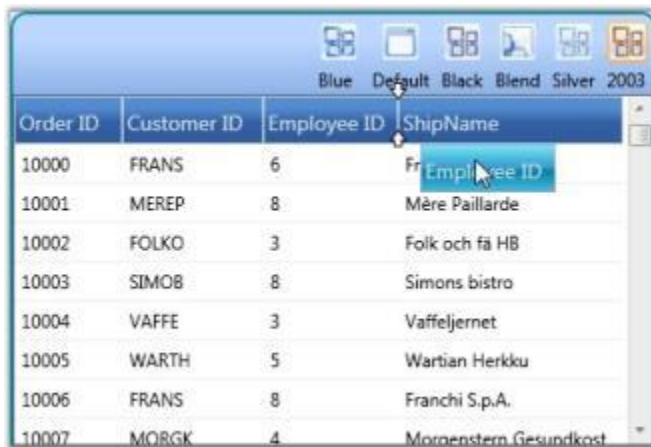 Blue Default Black Blend Silver 2003
Order ID Customer ID Employee ID ShipName
10000 FRANS 6 Fr
Employee ID
10001 MEREP 8 Mère Paillarde
10002 FOLKO 3 Folk och fä HB
10003 SIMOB 8 Simons bistro
10004 VAFFE 3 Vaffeljernet
10005 WARTH 5 Wartian Herkku
10006 FRANS 8 Franchi S.p.A.
10007 MORGK 4 Morgenstern Gesundkost